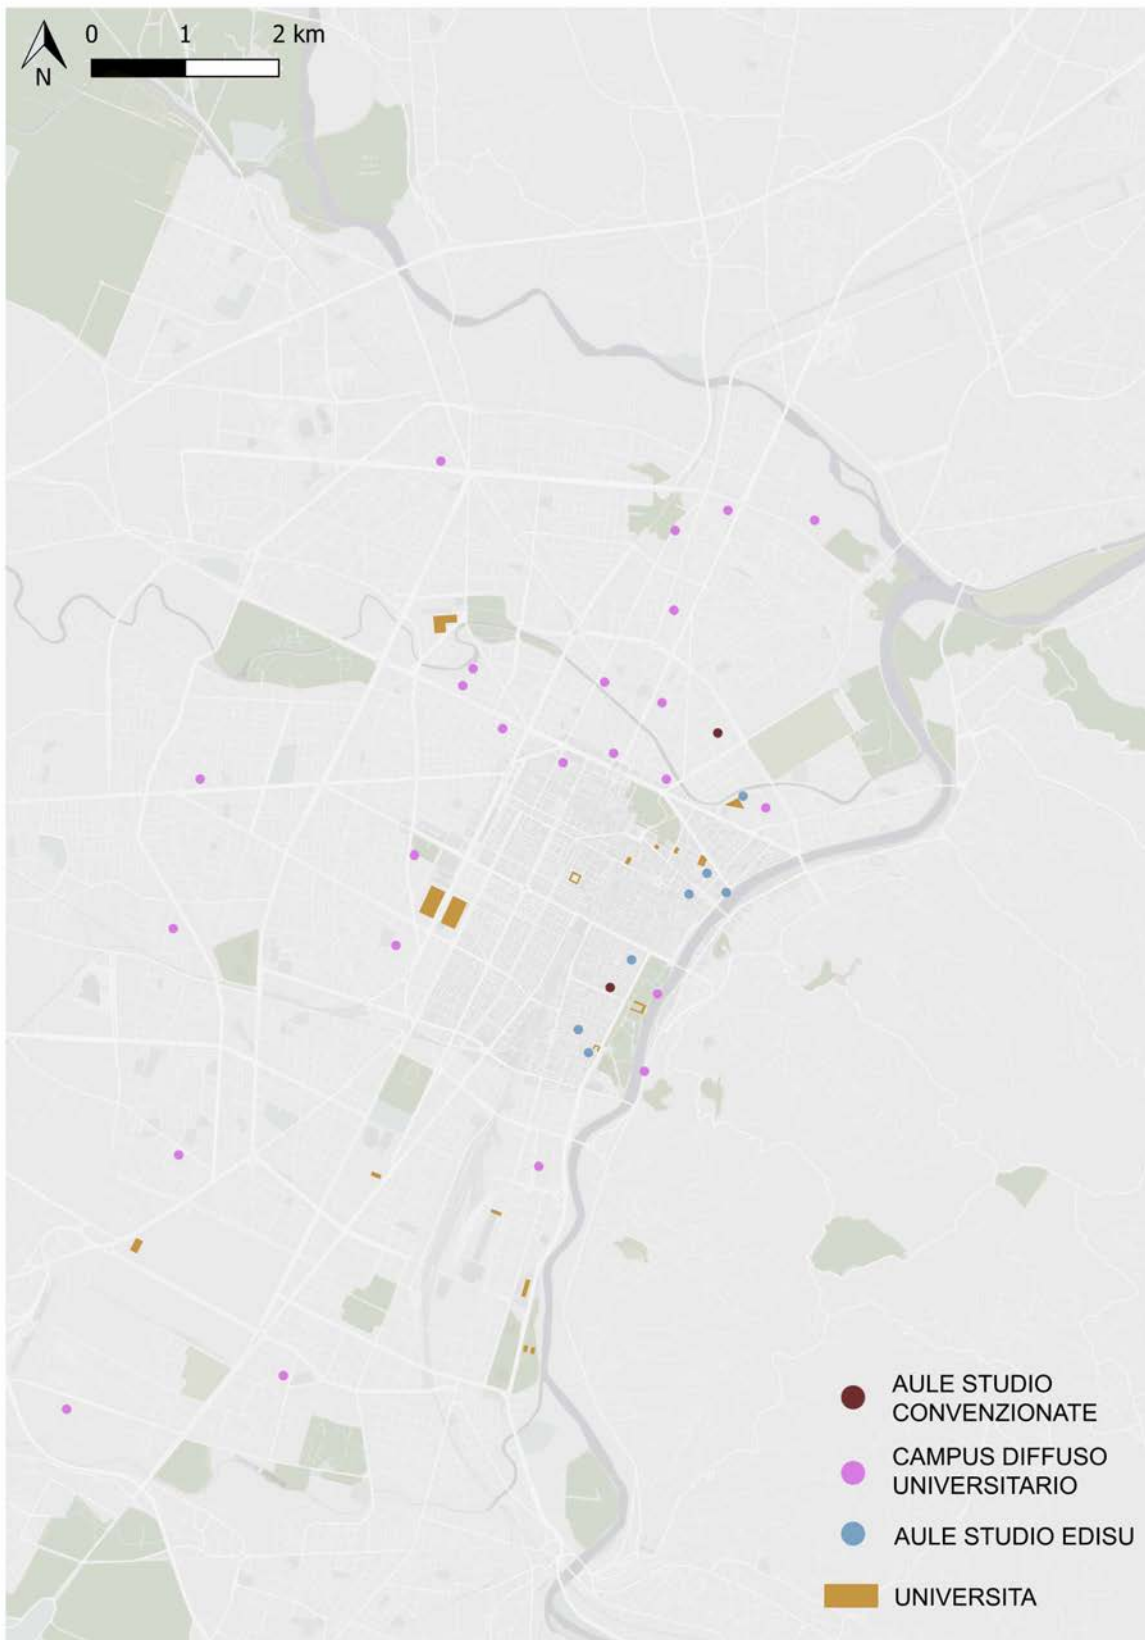 0 1 2 km
N
AULE STUDIO
CONVENZIONATE
CAMPUS DIFFUSO
UNIVERSITARIO
AULE STUDIO EDISU
UNIVERSITA